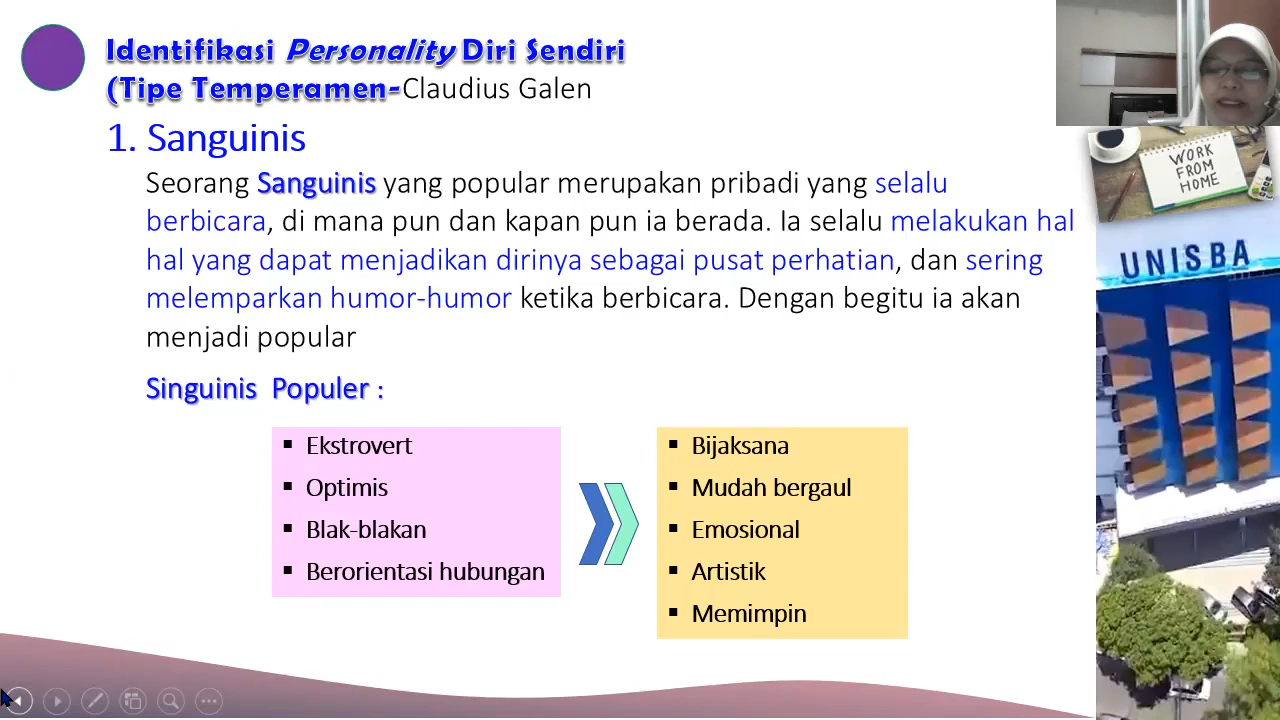 Identifikasi Personality Diri Sendiri
(Tipe Temperamen-Claudius Galen
1. Sanguinis
Seorang Sanguinis yang popular merupakan pribadi yang selalu
berbicara, di mana pun dan kapan pun ia berada. Ia selalu melakukan hal
hal yang dapat menjadikan dirinya sebagai pusat perhatian, dan sering
melemparkan humor-humor ketika berbicara. Dengan begitu ia akan
menjadi popular
Singuinis Populer :
▪ Ekstrovert
▪ Optimis
▪ Blak-blakan
▪ Berorientasi hubungan
▪ Bijaksana
▪ Mudah bergaul
▪ Emosional
▪ Artistik
▪ Memimpin
WORK
FROM
HOME
UNISBA